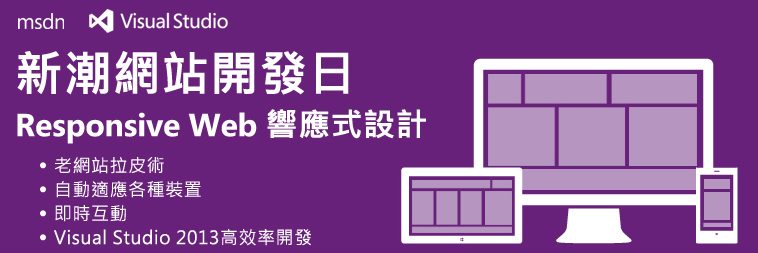 msdn Visual Studio
新潮網站開發日
Responsive Web 響應式設計
• 老網站拉皮術
• 自動適應各種裝置
• 即時互動
• Visual Studio 2013高效率開發